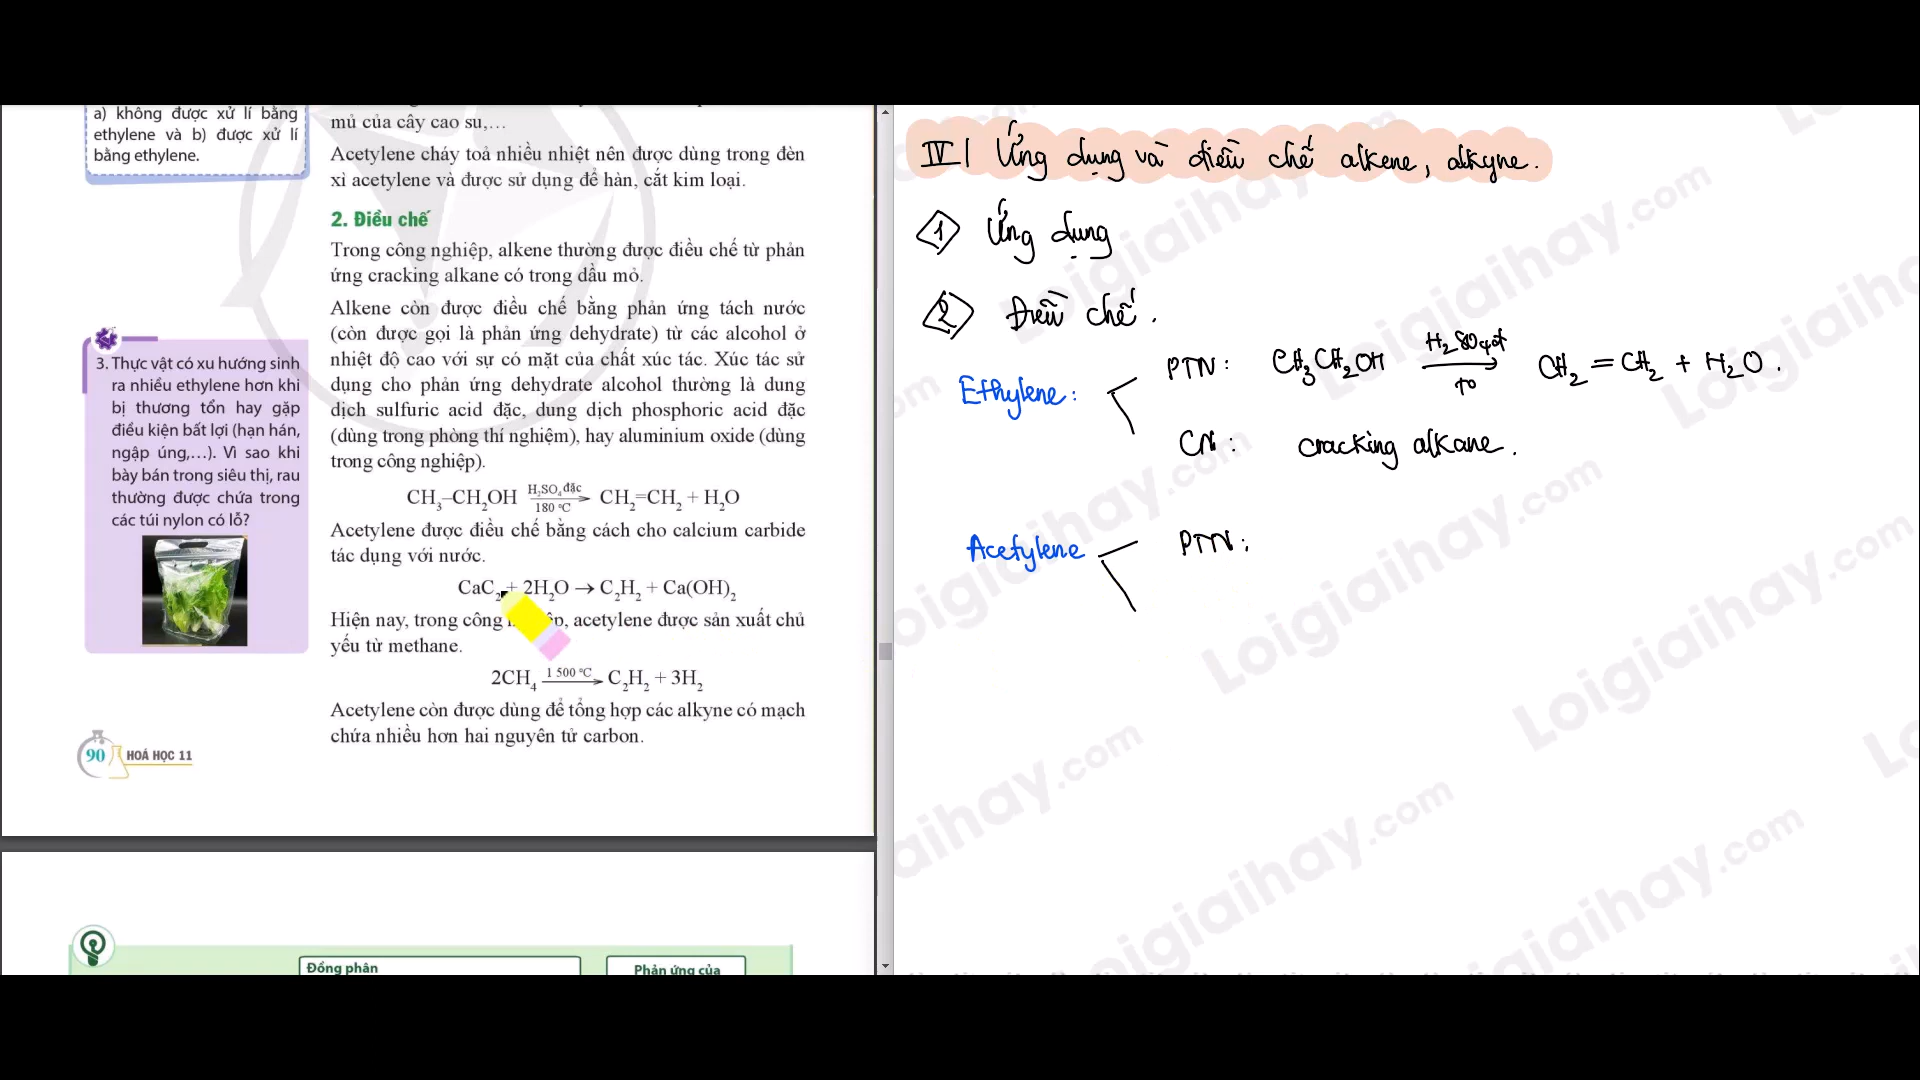 a) không được xử lí bằng
ethylene và b) được xử lí
bằng ethylene.
mủ của cây cao su,…
Acetylene cháy toả nhiều nhiệt nên được dùng trong đèn
xì acetylene và được sử dụng để hàn, cắt kim loại.
2. Điều chế
Trong công nghiệp, alkene thường được điều chế từ phản
ứng cracking alkane có trong dầu mỏ.
Alkene còn được điều chế bằng phản ứng tách nước
(còn được gọi là phản ứng dehydrate) từ các alcohol ở
nhiệt độ cao với sự có mặt của chất xúc tác. Xúc tác sử
dụng cho phản ứng dehydrate alcohol thường là dung
dịch sulfuric acid đặc, dung dịch phosphoric acid đặc
(dùng trong phòng thí nghiệm), hay aluminium oxide (dùng
trong công nghiệp).
CH₃–CH₂OH H₂SO₄đặc → 180 °C CH₂=CH₂ + H₂O
Acetylene được điều chế bằng cách cho calcium carbide
tác dụng với nước.
CaC₂ + 2H₂O → C₂H₂ + Ca(OH)₂
Hiện nay, trong công acetylene được sản xuất chủ
yếu từ methane.
2CH₄ 1 500 °C → C₂H₂ + 3H₂
Acetylene còn được dùng để tổng hợp các alkyne có mạch
chứa nhiều hơn hai nguyên tử carbon.
3. Thực vật có xu hướng sinh
ra nhiều ethylene hơn khi
bị thương tổn hay gặp
điều kiện bất lợi (hạn hán,
ngập úng,...). Vì sao khi
bày bán trong siêu thị, rau
thường được chứa trong
các túi nylon có lỗ?
90 HOÁ HỌC 11
Đồng phân
Phản ứng của
IV| Ứng dụng và điều chế alkene, alkyne.
1 Ứng dụng
2 Điều chế.
Ethylene:
PTN: CH₃CH₂OH H₂SO₄đ → t° CH₂=CH₂ + H₂O.
CN: cracking alkane.
Acetylene
PTN:
Loigiaihay.com